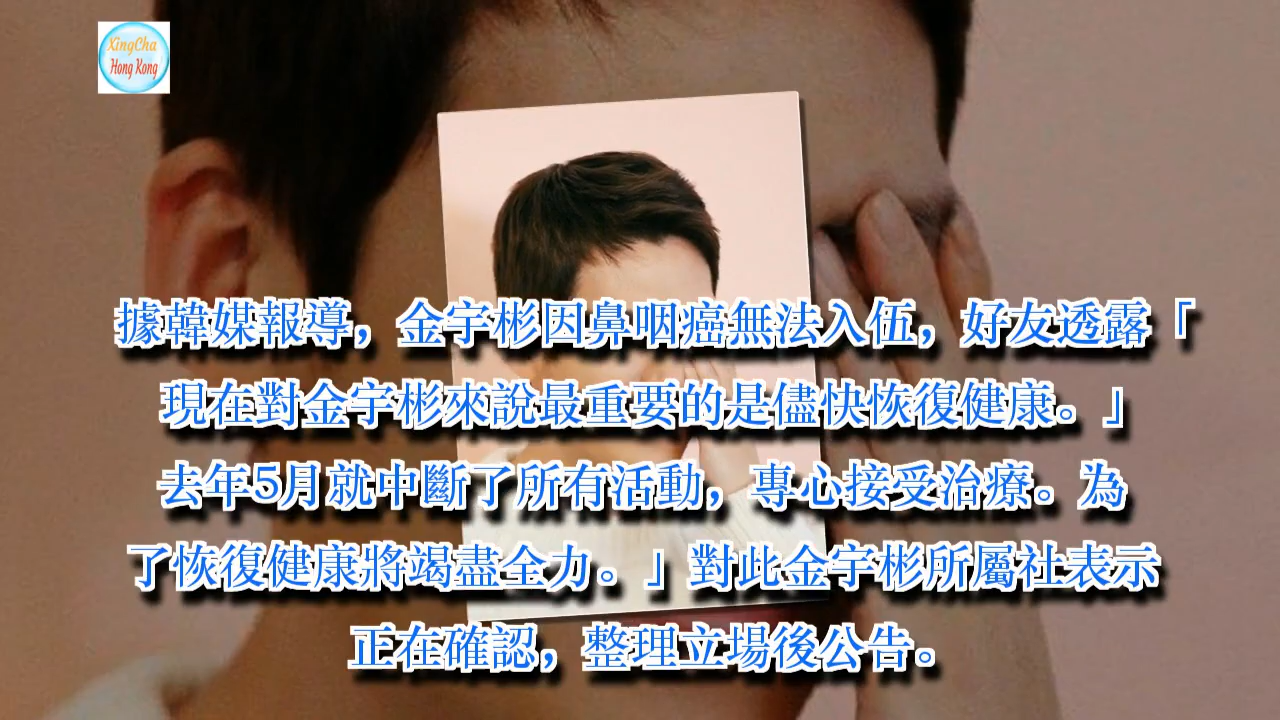 XingCha
Hong Kong
據韓媒報導，金宇彬因鼻咽癌無法入伍，好友透露「
現在對金宇彬來說最重要的是儘快恢復健康。」
去年5月就中斷了所有活動，專心接受治療。為
了恢復健康將竭盡全力。」對此金宇彬所屬社表示
正在確認，整理立場後公告。